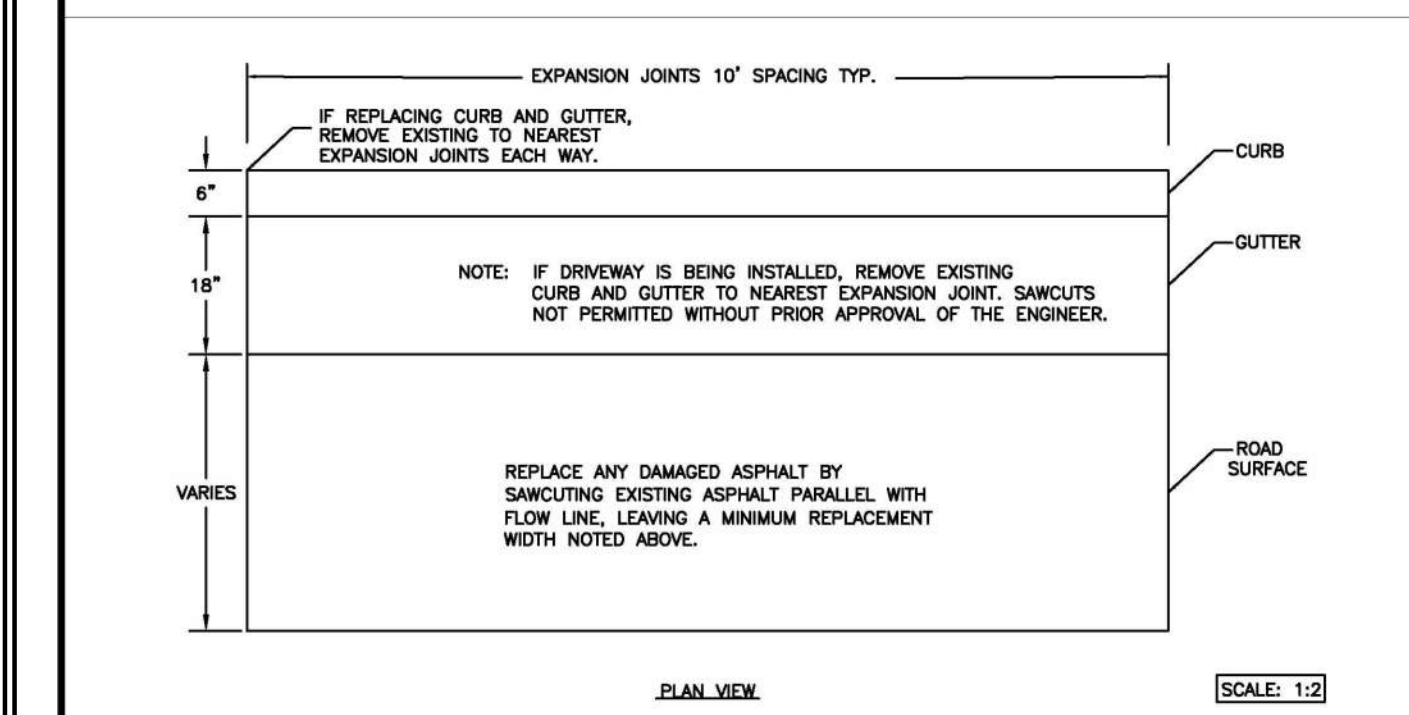 EXPANSION JOINTS 10' SPACING TYP.
IF REPLACING CURB AND GUTTER,
REMOVE EXISTING TO NEAREST
EXPANSION JOINTS EACH WAY.
CURB
6"
GUTTER
18"
NOTE: IF DRIVEWAY IS BEING INSTALLED, REMOVE EXISTING
CURB AND GUTTER TO NEAREST EXPANSION JOINT. SAWCUTS
NOT PERMITTED WITHOUT PRIOR APPROVAL OF THE ENGINEER.
ROAD
SURFACE
VARIES
REPLACE ANY DAMAGED ASPHALT BY
SAWCUTING EXISTING ASPHALT PARALLEL WITH
FLOW LINE, LEAVING A MINIMUM REPLACEMENT
WIDTH NOTED ABOVE.
PLAN VIEW
SCALE: 1:2